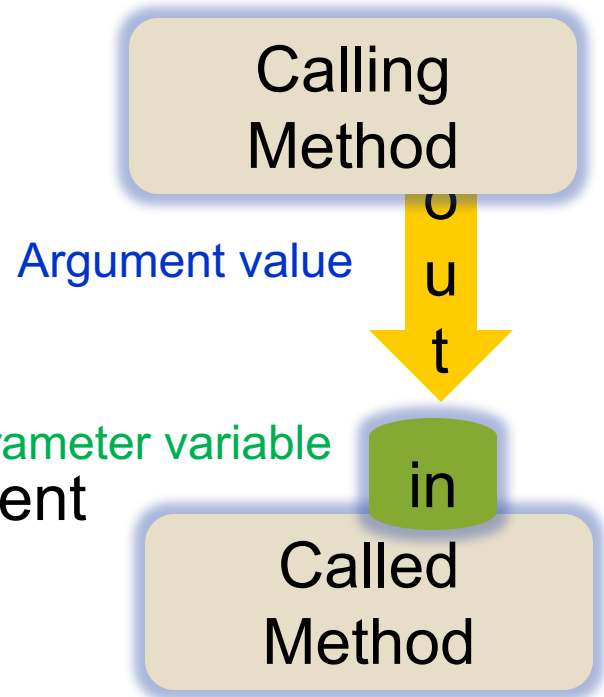 Calling
Method
o
u
t
Argument value
rameter variable
ent
in
Called
Method